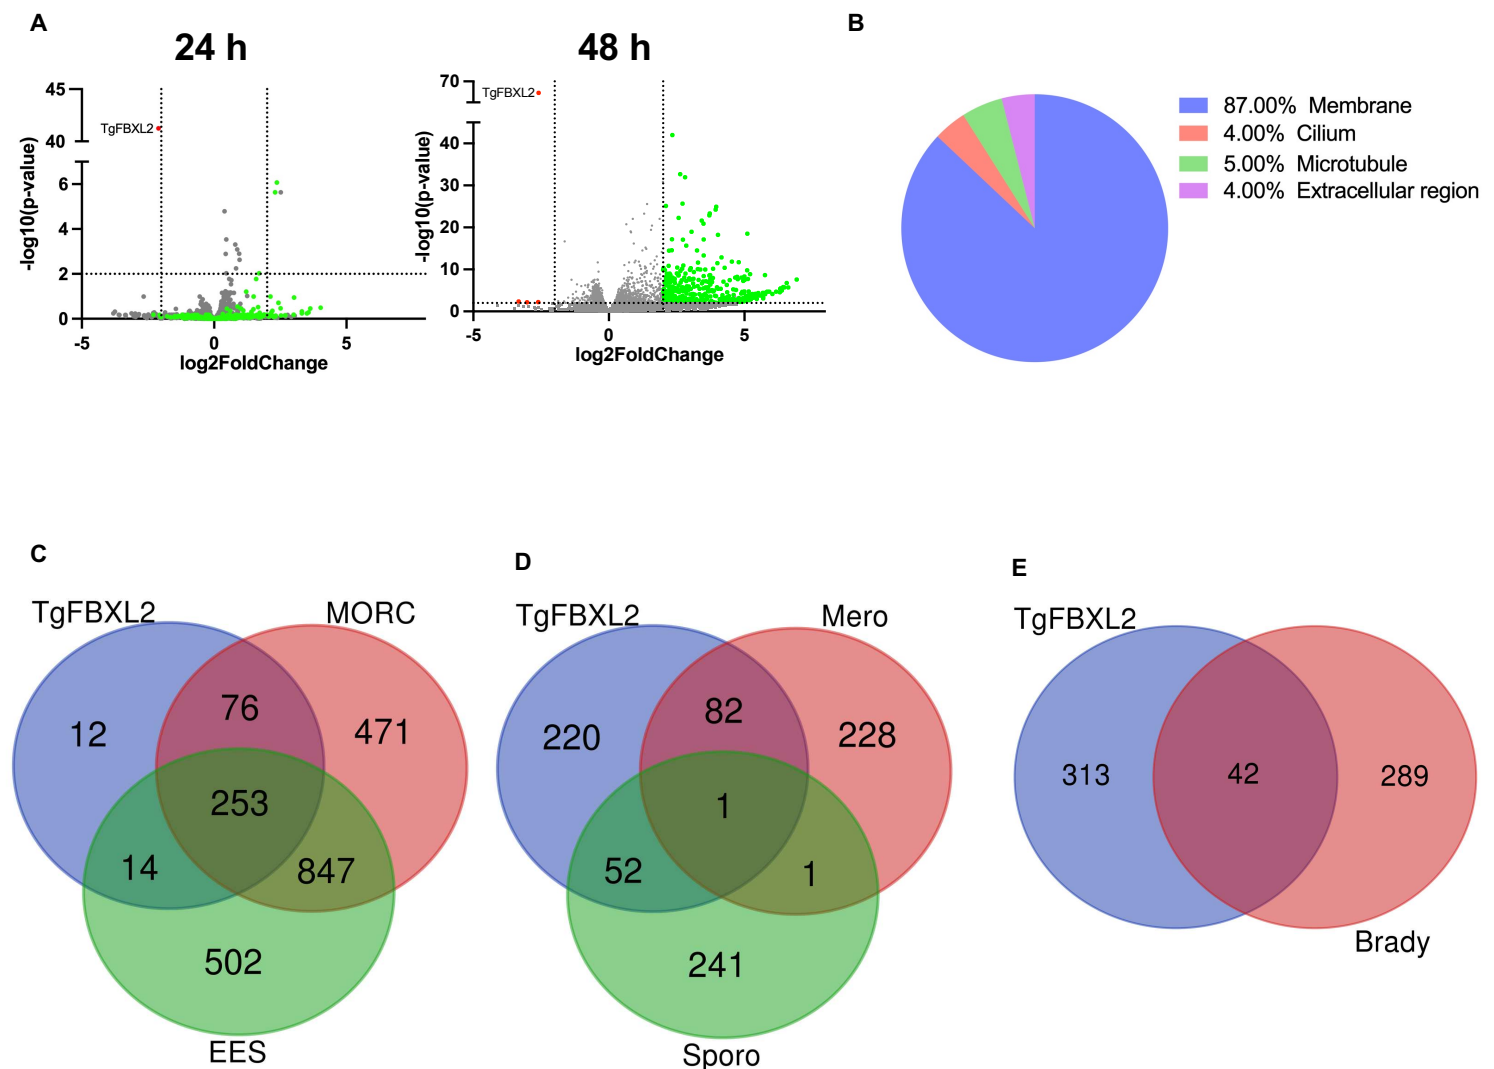 A
B
24 h
48 h
45
40
6
4
2
0
-5
0
5
TgFBXL2
-log10(p-value)
log2FoldChange
70
40
30
20
10
0
-5
0
5
TgFBXL2
-log10(p-value)
log2FoldChange
87.00% Membrane
4.00% Cilium
5.00% Microtubule
4.00% Extracellular region
C
TgFBXL2
MORC
76
12
471
253
14
847
502
EES
D
TgFBXL2
Mero
82
220
228
1
52
1
241
Sporo
E
TgFBXL2
313
42
289
Brady